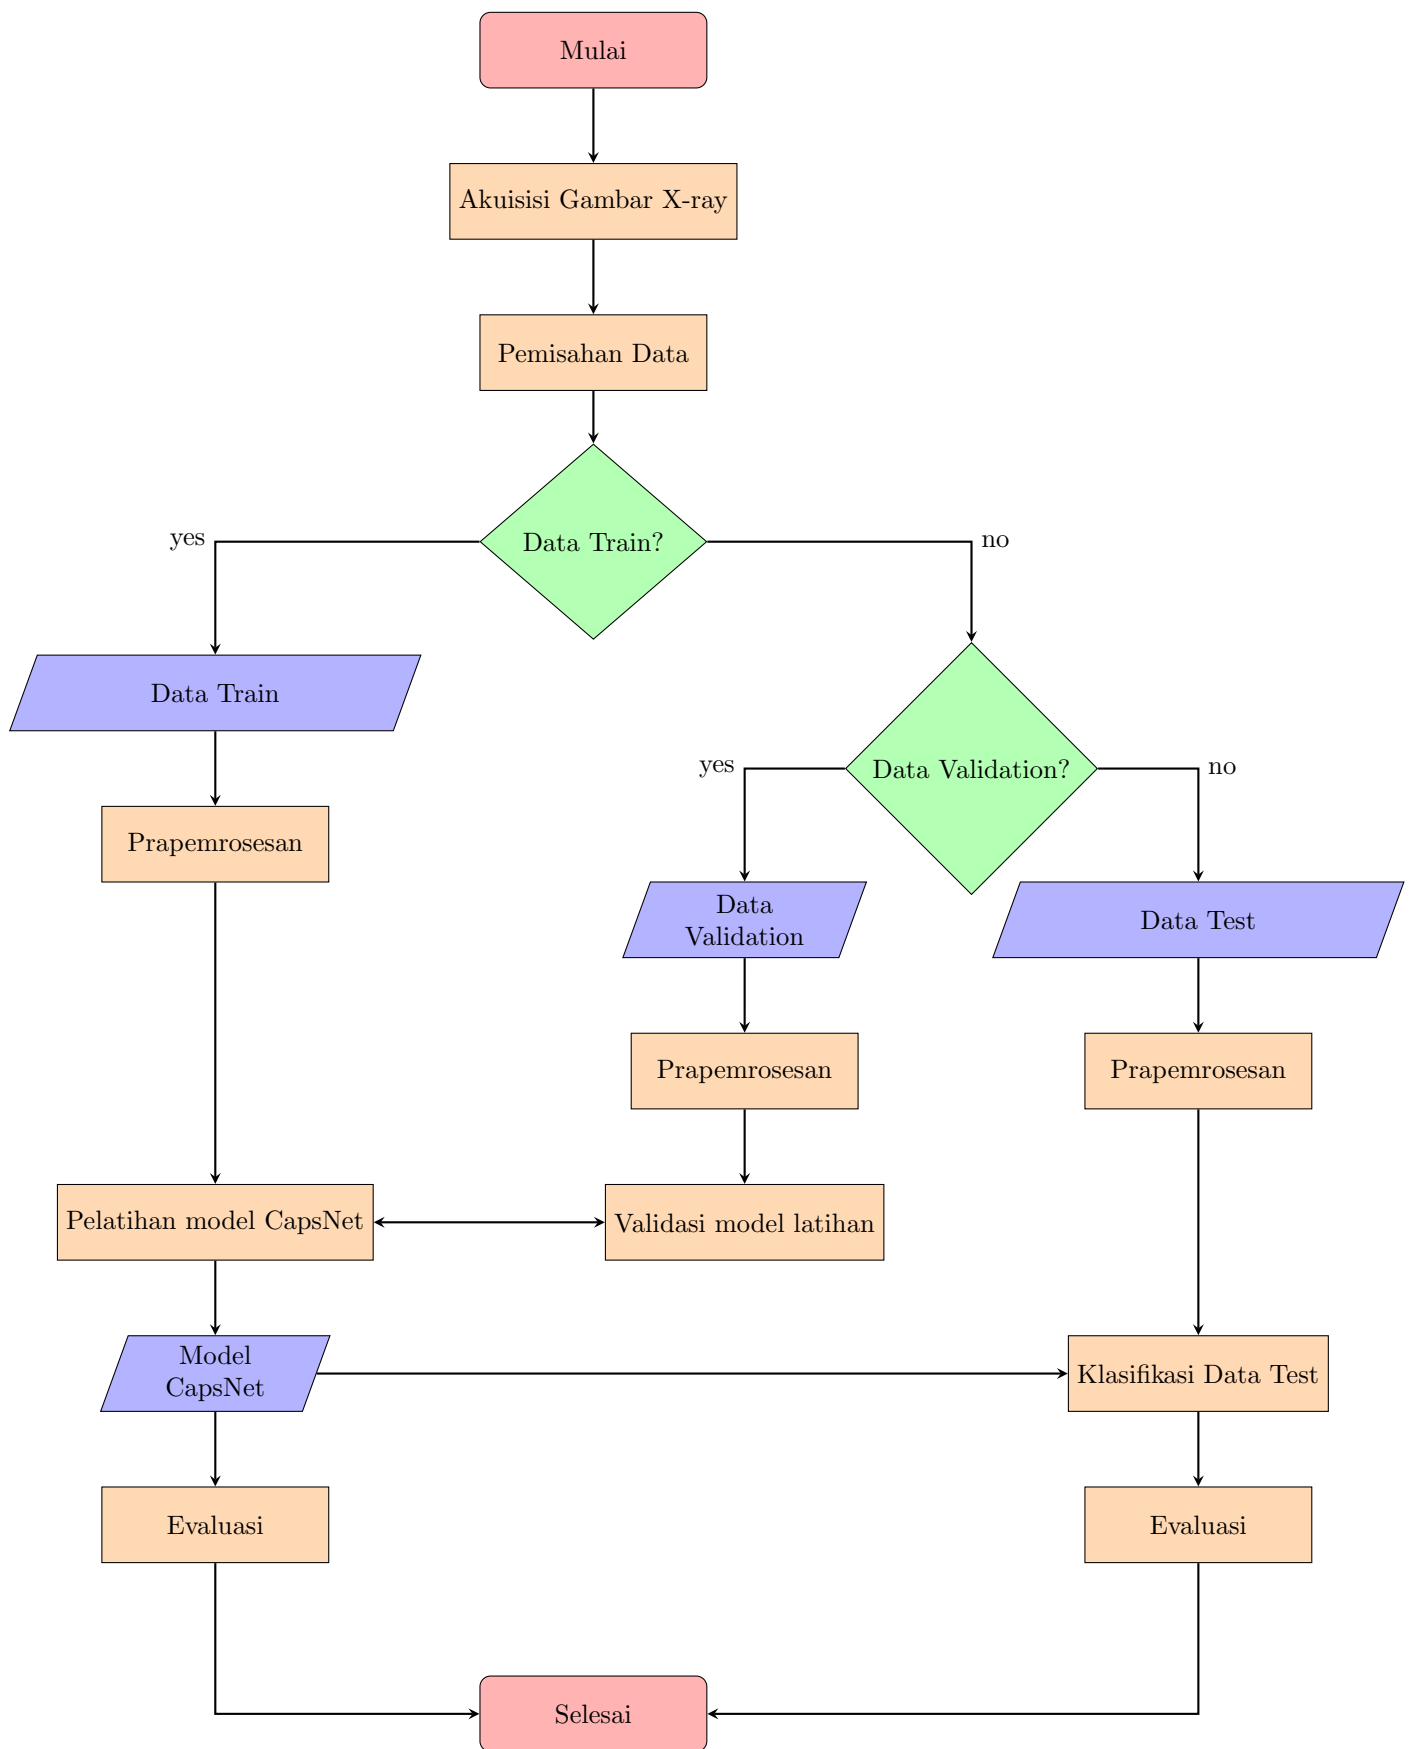 Mulai
Akuisisi Gambar X-ray
Pemisahan Data
Data Train?
yes
no
Data Train
Data Validation?
yes
no
Prapemrosesan
Data
Validation
Data Test
Prapemrosesan
Prapemrosesan
Pelatihan model CapsNet
Validasi model latihan
Model
CapsNet
Klasifikasi Data Test
Evaluasi
Evaluasi
Selesai